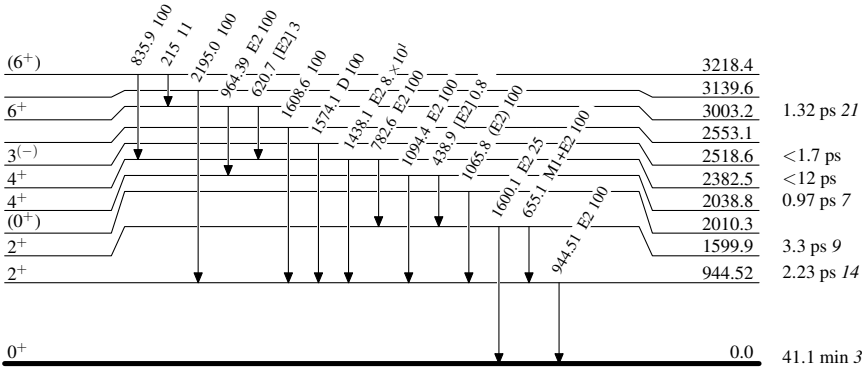 835.9 100
215 11
2195.0 100
964.39 E2 100
620.7 [E2] 3
1608.6 100
1574.1 D 100
1438.1 E2 8.×10¹
782.6 E2 100
1094.4 E2 100
438.9 [E2] 0.8
1065.8 (E2) 100
1600.1 E2 25
655.1 M1+E2 100
944.51 E2 100
(6⁺) 3218.4
3139.6
6⁺ 3003.2 1.32 ps 21
2553.1
3⁽⁻⁾ 2518.6 <1.7 ps
4⁺ 2382.5 <12 ps
4⁺ 2038.8 0.97 ps 7
(0⁺) 2010.3
2⁺ 1599.9 3.3 ps 9
2⁺ 944.52 2.23 ps 14
0⁺ 0.0 41.1 min 3